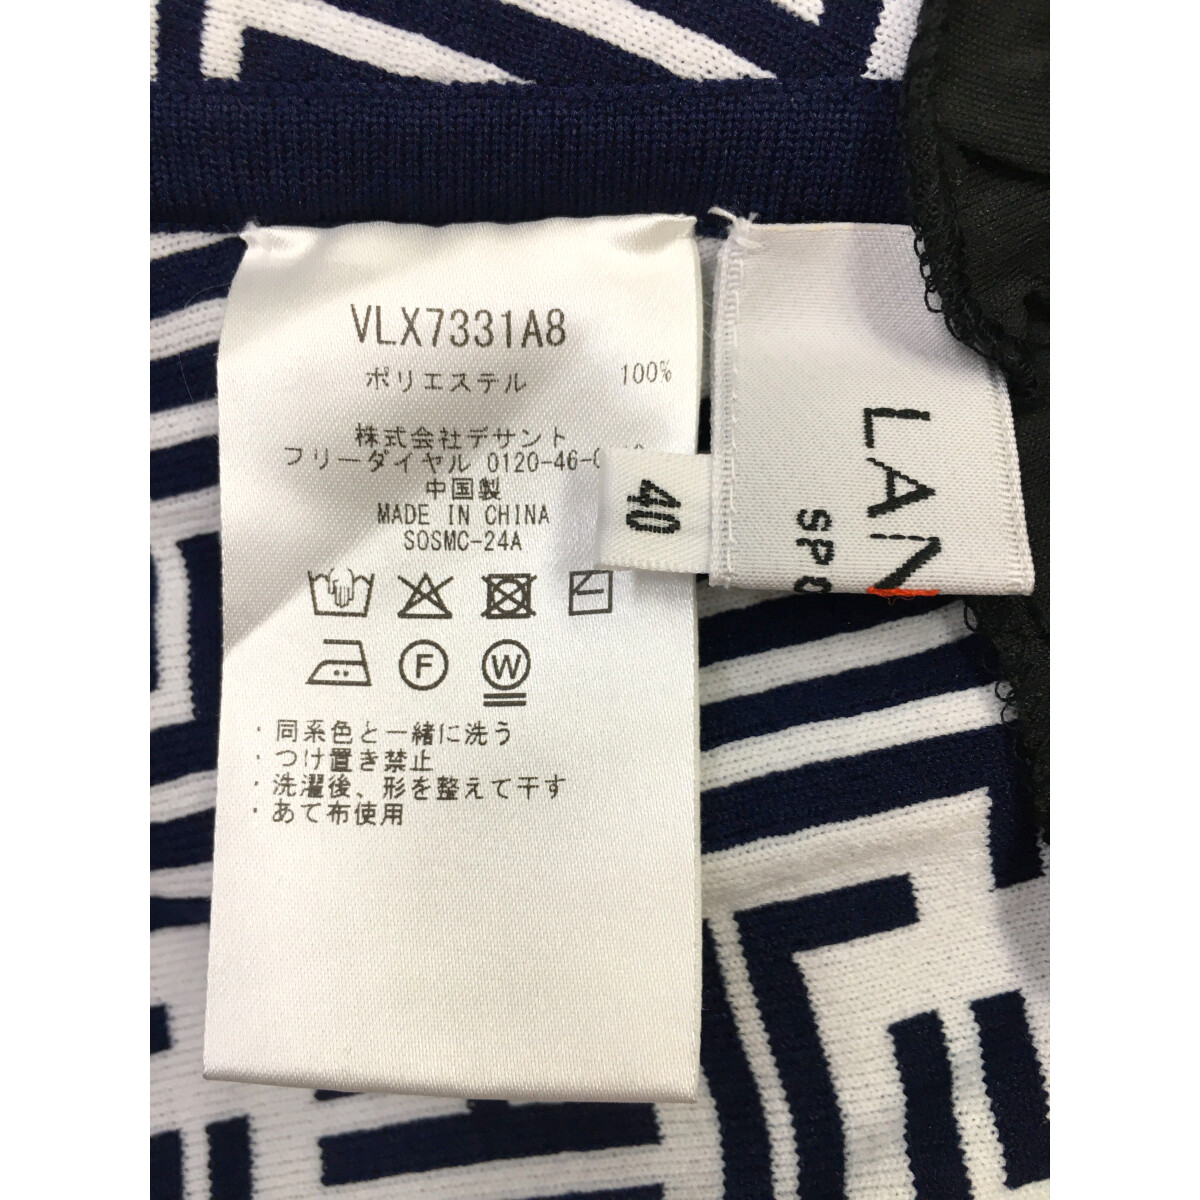 VLX7331A8
ポリエステル 100%
株式会社デサント
フリーダイヤル 0120-46-0
中国製
MADE IN CHINA
SOSMC-24A
F
W
・同系色と一緒に洗う
・つけ置き禁止
・洗濯後、形を整えて干す
・あて布使用
40
LAN
SPO